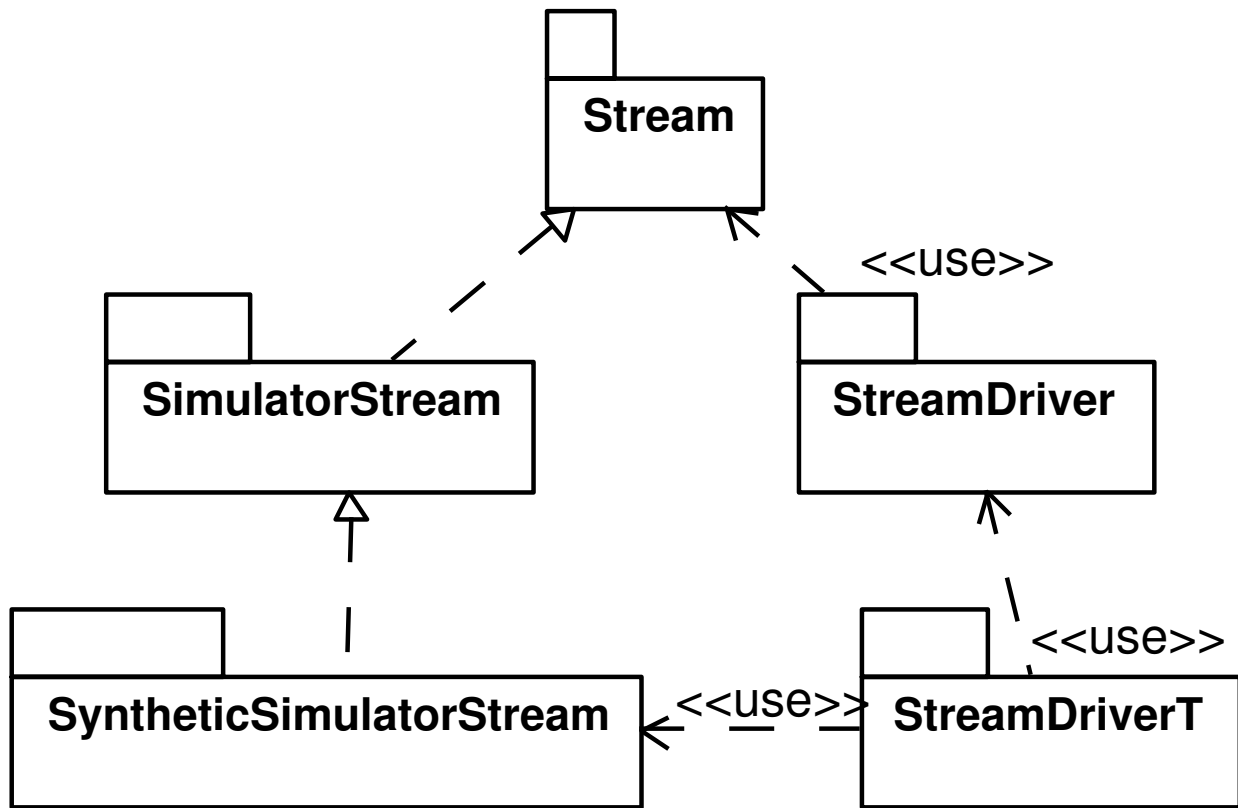 Stream
<<use>>
SimulatorStream
StreamDriver
<<use>>
SyntheticSimulatorStream
<<use>>
StreamDriverT